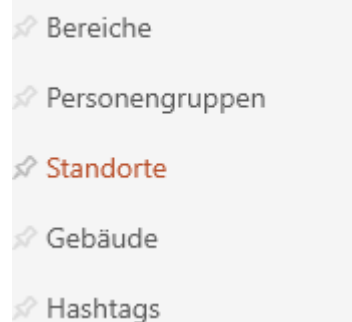 Bereiche
Personengruppen
Standorte
Gebäude
Hashtags